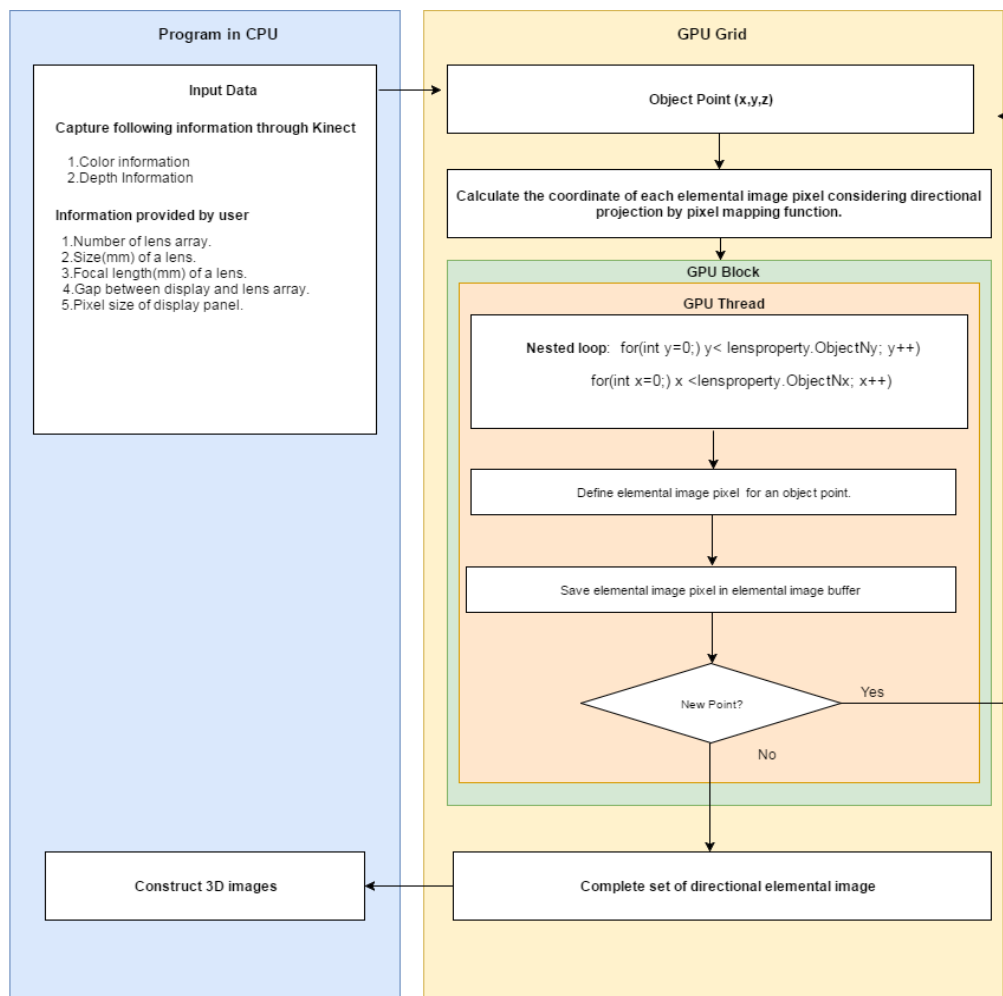 Program in CPU
Input Data
Capture following information through Kinect
1.Color information
2.Depth Information
Information provided by user
1.Number of lens array.
2.Size(mm) of a lens.
3.Focal length(mm) of a lens.
4.Gap between display and lens array.
5.Pixel size of display panel.
GPU Grid
Object Point (x,y,z)
Calculate the coordinate of each elemental image pixel considering directional
projection by pixel mapping function.
GPU Block
GPU Thread
Nested loop: for(int y=0;) y< lensproperty.ObjectNy; y++)
for(int x=0;) x <lensproperty.ObjectNx; x++)
Define elemental image pixel for an object point.
Save elemental image pixel in elemental image buffer
New Point?
Yes
No
Complete set of directional elemental image
Construct 3D images